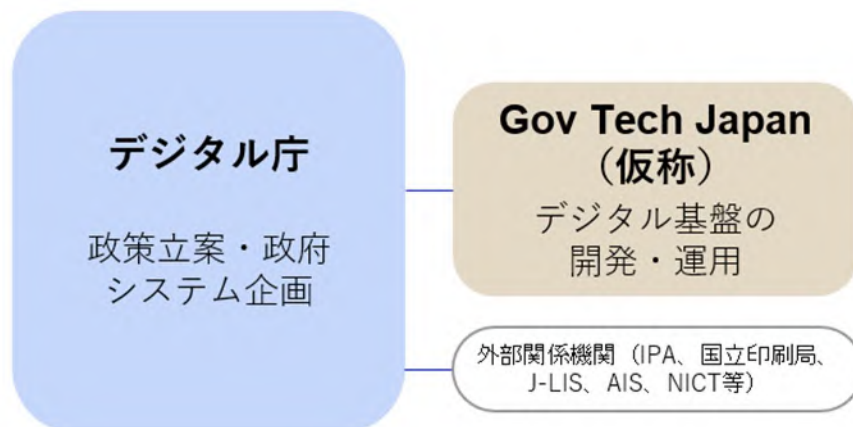 デジタル庁
政策立案・政府
システム企画
Gov Tech Japan
（仮称）
デジタル基盤の
開発・運用
外部関係機関（IPA、国立印刷局、
J-LIS、AIS、NICT等）